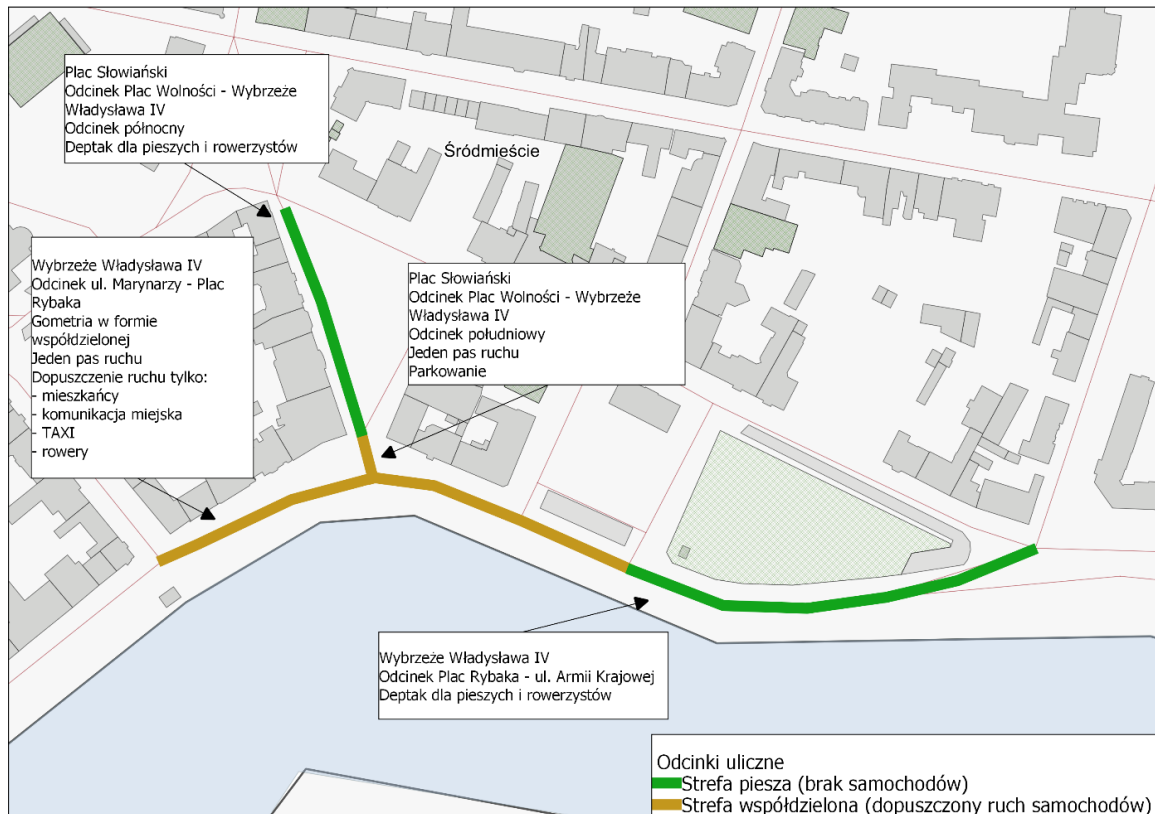 Plac Słowiański
Odcinek Plac Wolności - Wybrzeże
Władysława IV
Odcinek północny
Deptak dla pieszych i rowerzystów
Śródmieście
Wybrzeże Władysława IV
Odcinek ul. Marynarzy - Plac
Rybaka
Gometria w formie
współdzielonej
Jeden pas ruchu
Dopuszczenie ruchu tylko:
- mieszkańcy
- komunikacja miejska
- TAXI
- rowery
Plac Słowiański
Odcinek Plac Wolności - Wybrzeże
Władysława IV
Odcinek południowy
Jeden pas ruchu
Parkowanie
Wybrzeże Władysława IV
Odcinek Plac Rybaka - ul. Armii Krajowej
Deptak dla pieszych i rowerzystów
Odcinki uliczne
Strefa piesza (brak samochodów)
Strefa współdzielona (dopuszczony ruch samochodów)